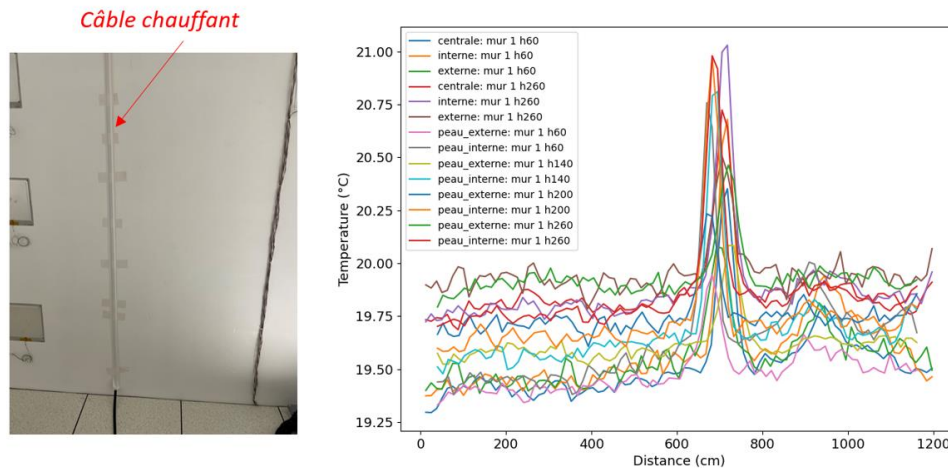 Câble chauffant
centrale: mur 1 h60
interne: mur 1 h60
externe: mur 1 h60
centrale: mur 1 h260
interne: mur 1 h260
externe: mur 1 h260
peau_externe: mur 1 h60
peau_interne: mur 1 h60
peau_externe: mur 1 h140
peau_interne: mur 1 h140
peau_externe: mur 1 h200
peau_interne: mur 1 h200
peau_externe: mur 1 h260
peau_interne: mur 1 h260
Temperature (°C)
21.00
20.75
20.50
20.25
20.00
19.75
19.50
19.25
0
200
400
600
800
1000
1200
Distance (cm)